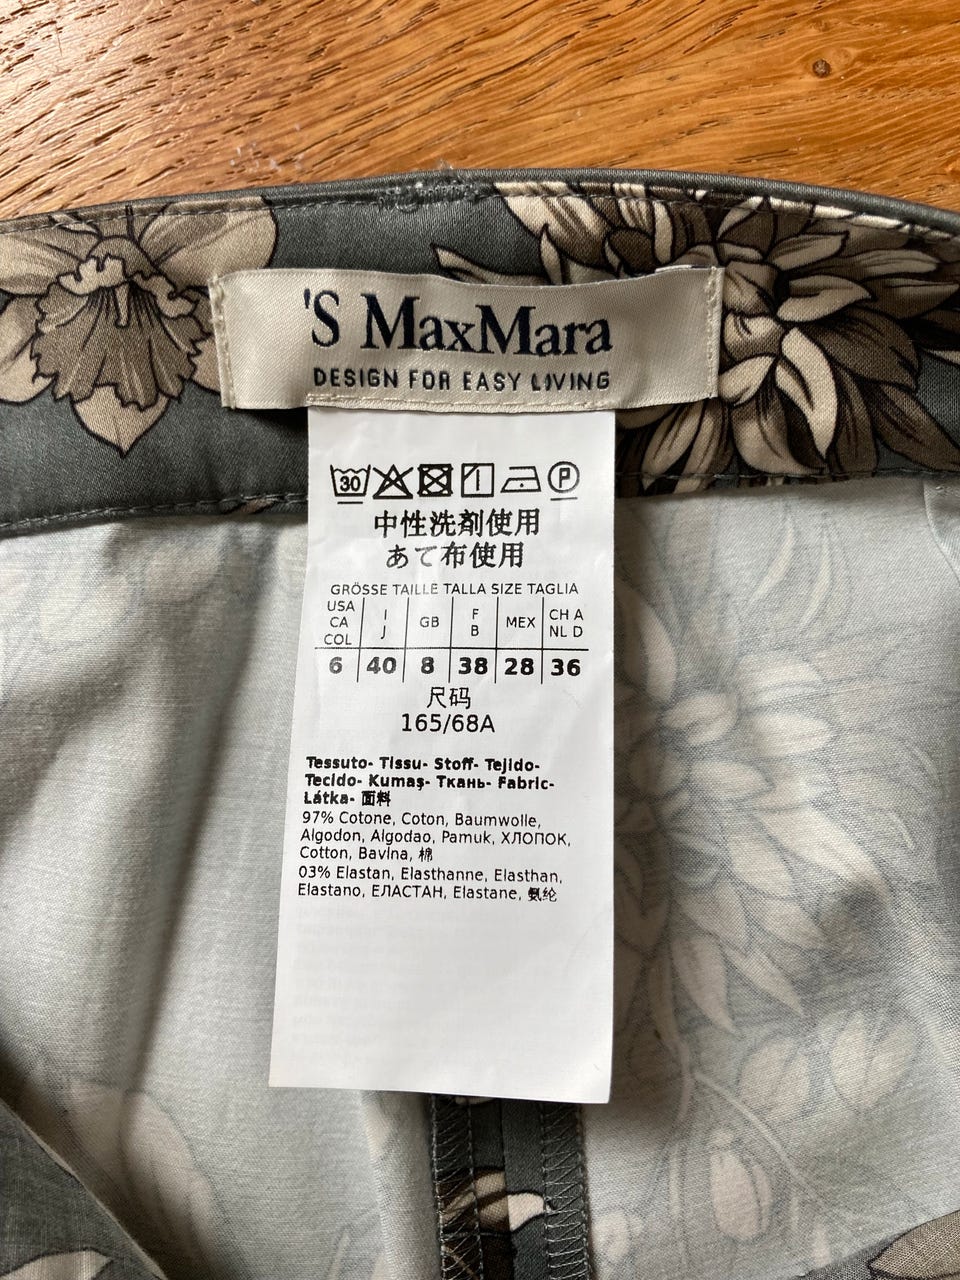 'S MaxMara
DESIGN FOR EASY LIVING
30 P
中性洗剤使用
あて布使用
GRÖSSE TAILLE TALLA SIZE TAGLIA
USA CA COL I J GB F B MEX CH A NL D
6 40 8 38 28 36
尺码
165/68A
Tessuto- Tissu- Stoff- Tejido-
Tecido- Kumaş- Ткань- Fabric-
Látka- 面料
97% Cotone, Coton, Baumwolle,
Algodon, Algodao, Pamuk, ХЛОПОК,
Cotton, Bavlna, 棉
03% Elastan, Elasthanne, Elasthan,
Elastano, ЕЛАСТАН, Elastane, 氨纶